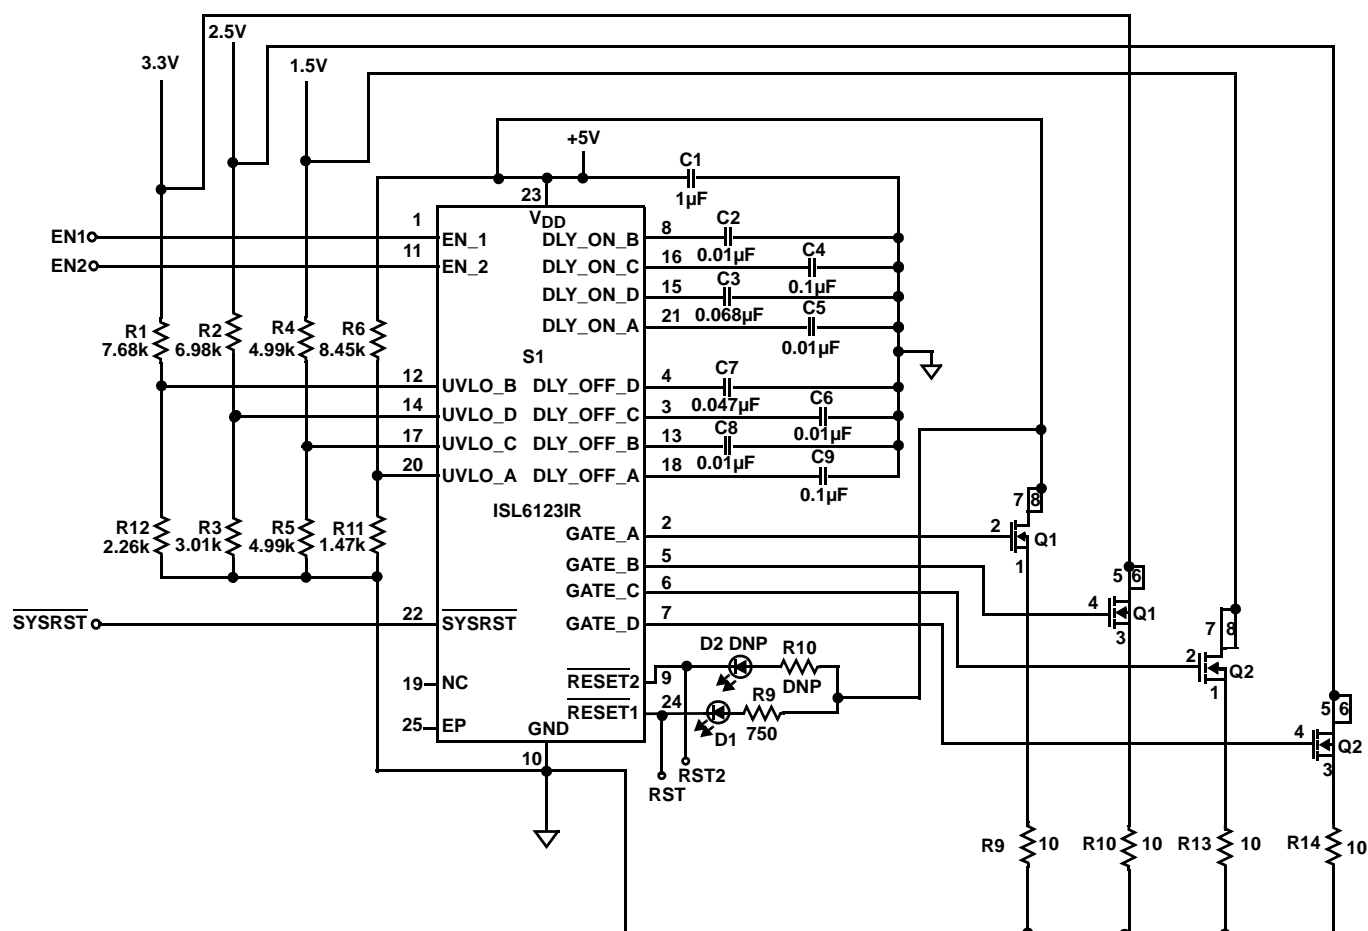 2.5V
3.3V
1.5V
+5V
C1
1µF
23
VDD
1
EN1
EN_1
11
EN2
EN_2
DLY_ON_B
8
C2
0.01µF
DLY_ON_C
16
C4
0.1µF
DLY_ON_D
15
C3
0.068µF
DLY_ON_A
21
C5
0.01µF
R1
7.68k
R2
6.98k
R4
4.99k
R6
8.45k
S1
12
UVLO_B
14
UVLO_D
17
UVLO_C
20
UVLO_A
DLY_OFF_D
4
C7
0.047µF
DLY_OFF_C
3
C6
0.01µF
DLY_OFF_B
13
C8
0.01µF
DLY_OFF_A
18
C9
0.1µF
ISL6123IR
R12
2.26k
R3
3.01k
R5
4.99k
R11
1.47k
GATE_A
2
GATE_B
5
GATE_C
6
GATE_D
7
7
8
2
Q1
1
5
6
4
Q1
3
7
8
2
Q2
1
5
6
4
Q2
3
SYSRST
22
SYSRST
19
NC
25
EP
GND
10
RESET2
9
RESET1
24
D2 DNP
R10
DNP
R9
750
D1
RST2
RST
R9
10
R10
10
R13
10
R14
10